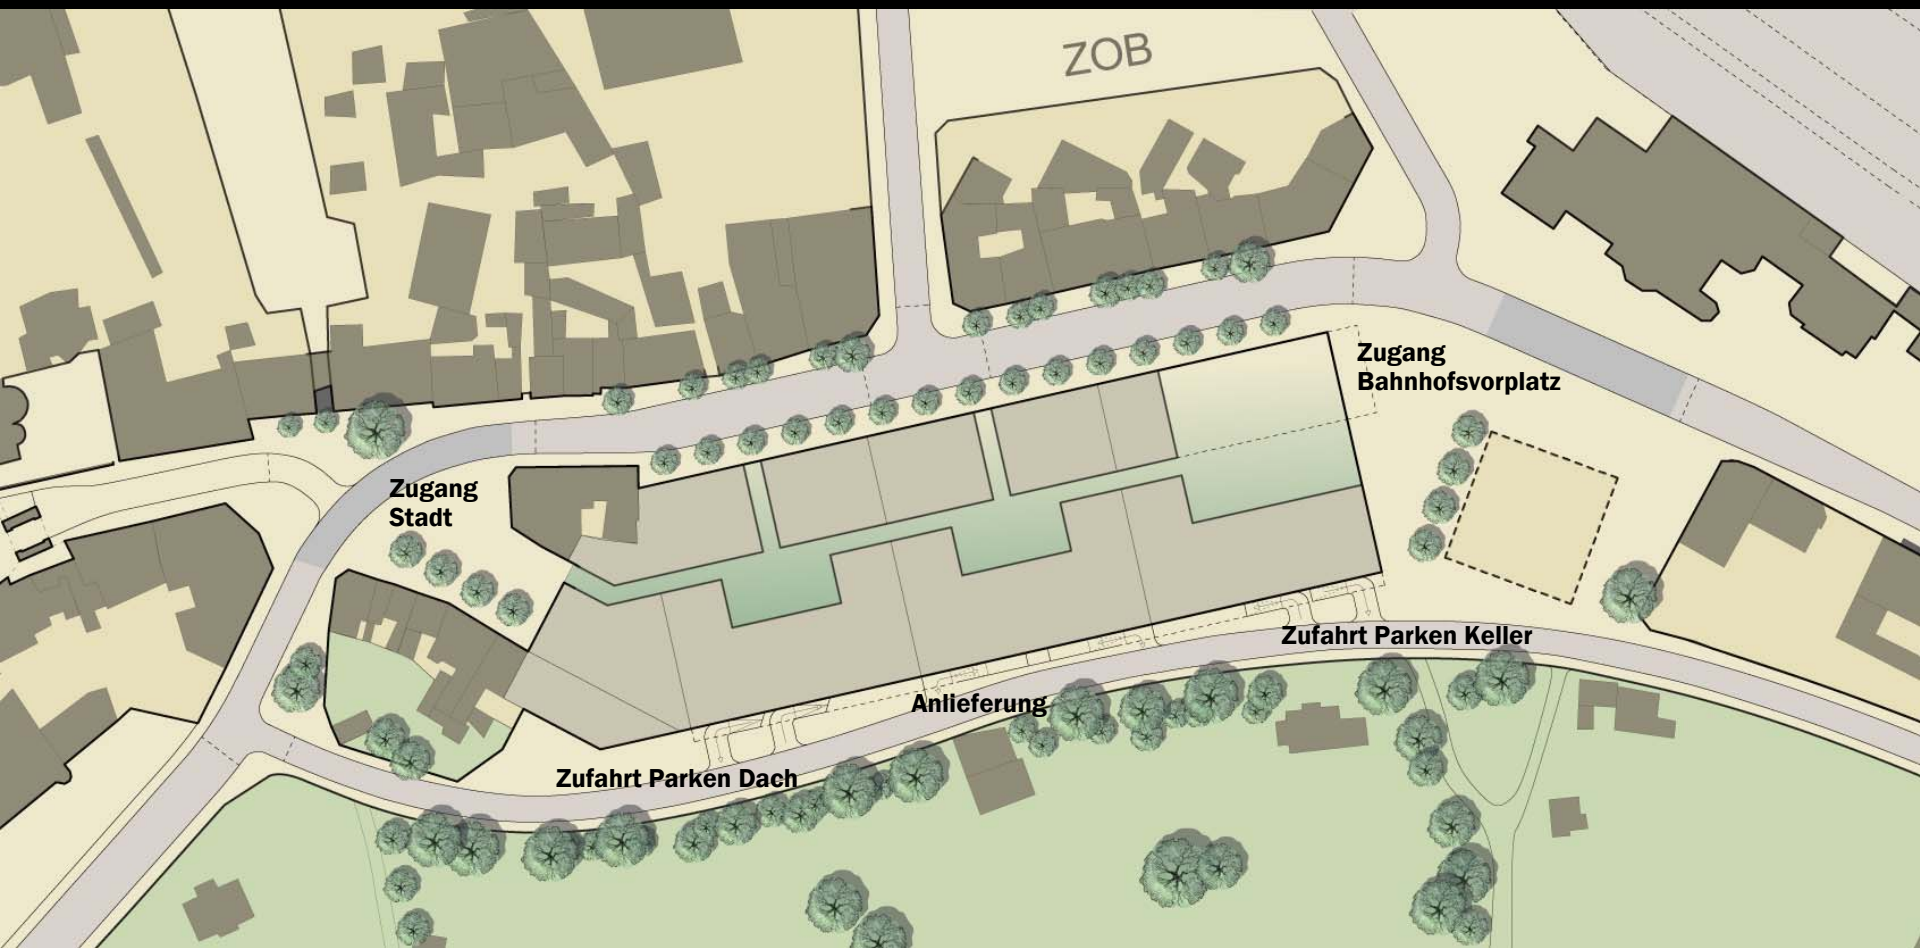 ZOB
Zugang
Bahnhofsvorplatz
Zugang
Stadt
Zufahrt Parken Keller
Anlieferung
Zufahrt Parken Dach